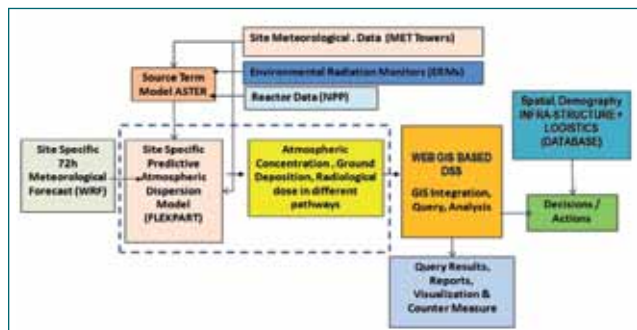 Site Meteorological . Data (MET Towers)
Source Term
Model ASTER
Environmental Radiation Monitors (ERMs)
Reactor Data (NPP)
Site Specific
72h
Meteorological
Forecast (WRF)
Site Specific
Predictive
Atmospheric
Dispersion
Model
(FLEXPART)
Atmospheric
Concentration , Ground
Deposition, Radiological
dose in different
pathways
WEB GIS BASED
DSS
GIS Integration,
Query, Analysis
Spatial, Demography
INFRA-STRUCTURE +
LOGISTICS
(DATABASE)
Decisions /
Actions
Query Results,
Reports,
Visualization &
Counter Measure